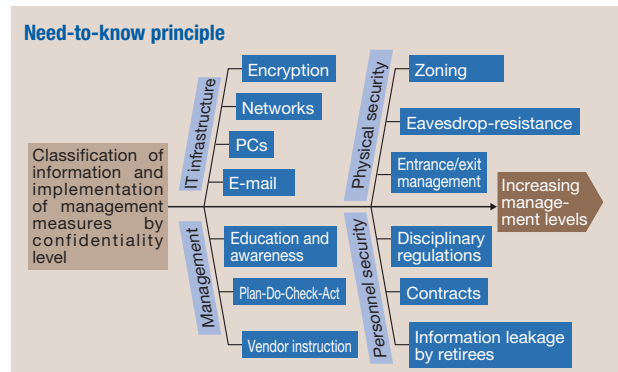 Need-to-know principle
Classification of
information and
implementation
of management
measures by
confidentiality
level
IT infrastructure
Encryption
Networks
PCs
E-mail
Physical security
Zoning
Eavesdrop-resistance
Entrance/exit
management
Management
Education and
awareness
Plan-Do-Check-Act
Vendor instruction
Personnel security
Disciplinary
regulations
Contracts
Information leakage
by retirees
Increasing
manage-
ment levels